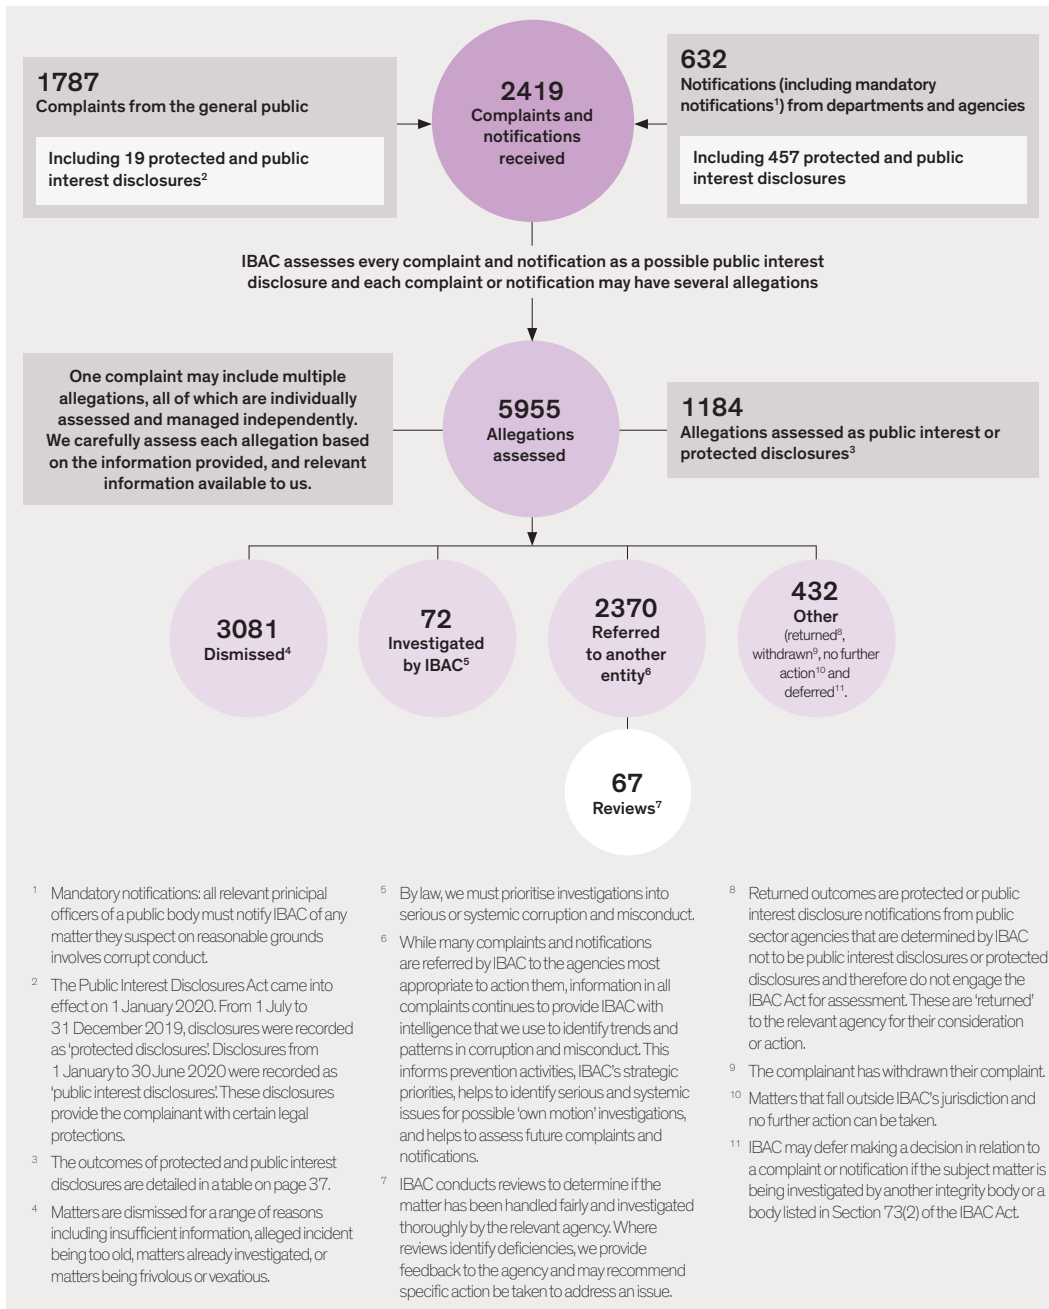 1787
Complaints from the general public
Including 19 protected and public
interest disclosures2
2419
Complaints and
notifications
received
632
Notifications (including mandatory
notifications1) from departments and agencies
Including 457 protected and public
interest disclosures
IBAC assesses every complaint and notification as a possible public interest
disclosure and each complaint or notification may have several allegations
One complaint may include multiple
allegations, all of which are individually
assessed and managed independently.
We carefully assess each allegation based
on the information provided, and relevant
information available to us.
5955
Allegations
assessed
1184
Allegations assessed as public interest or
protected disclosures3
3081
Dismissed4
72
Investigated
by IBAC5
2370
Referred
to another
entity6
432
Other
(returned8,
withdrawn9, no further
action10 and
deferred11.
67
Reviews7
1 Mandatory notifications: all relevant prinicipal
officers of a public body must notify IBAC of any
matter they suspect on reasonable grounds
involves corrupt conduct.
2 The Public Interest Disclosures Act came into
effect on 1 January 2020. From 1 July to
31 December 2019, disclosures were recorded
as ‘protected disclosures’. Disclosures from
1 January to 30 June 2020 were recorded as
‘public interest disclosures’. These disclosures
provide the complainant with certain legal
protections.
3 The outcomes of protected and public interest
disclosures are detailed in a table on page 37.
4 Matters are dismissed for a range of reasons
including insufficient information, alleged incident
being too old, matters already investigated, or
matters being frivolous or vexatious.
5 By law, we must prioritise investigations into
serious or systemic corruption and misconduct.
6 While many complaints and notifications
are referred by IBAC to the agencies most
appropriate to action them, information in all
complaints continues to provide IBAC with
intelligence that we use to identify trends and
patterns in corruption and misconduct. This
informs prevention activities, IBAC’s strategic
priorities, helps to identify serious and systemic
issues for possible ‘own motion’ investigations,
and helps to assess future complaints and
notifications.
7 IBAC conducts reviews to determine if the
matter has been handled fairly and investigated
thoroughly by the relevant agency. Where
reviews identify deficiencies, we provide
feedback to the agency and may recommend
specific action be taken to address an issue.
8 Returned outcomes are protected or public
interest disclosure notifications from public
sector agencies that are determined by IBAC
not to be public interest disclosures or protected
disclosures and therefore do not engage the
IBAC Act for assessment. These are ‘returned’
to the relevant agency for their consideration
or action.
9 The complainant has withdrawn their complaint.
10 Matters that fall outside IBAC’s jurisdiction and
no further action can be taken.
11 IBAC may defer making a decision in relation to
a complaint or notification if the subject matter is
being investigated by another integrity body or a
body listed in Section ’73(2) of the IBAC Act.